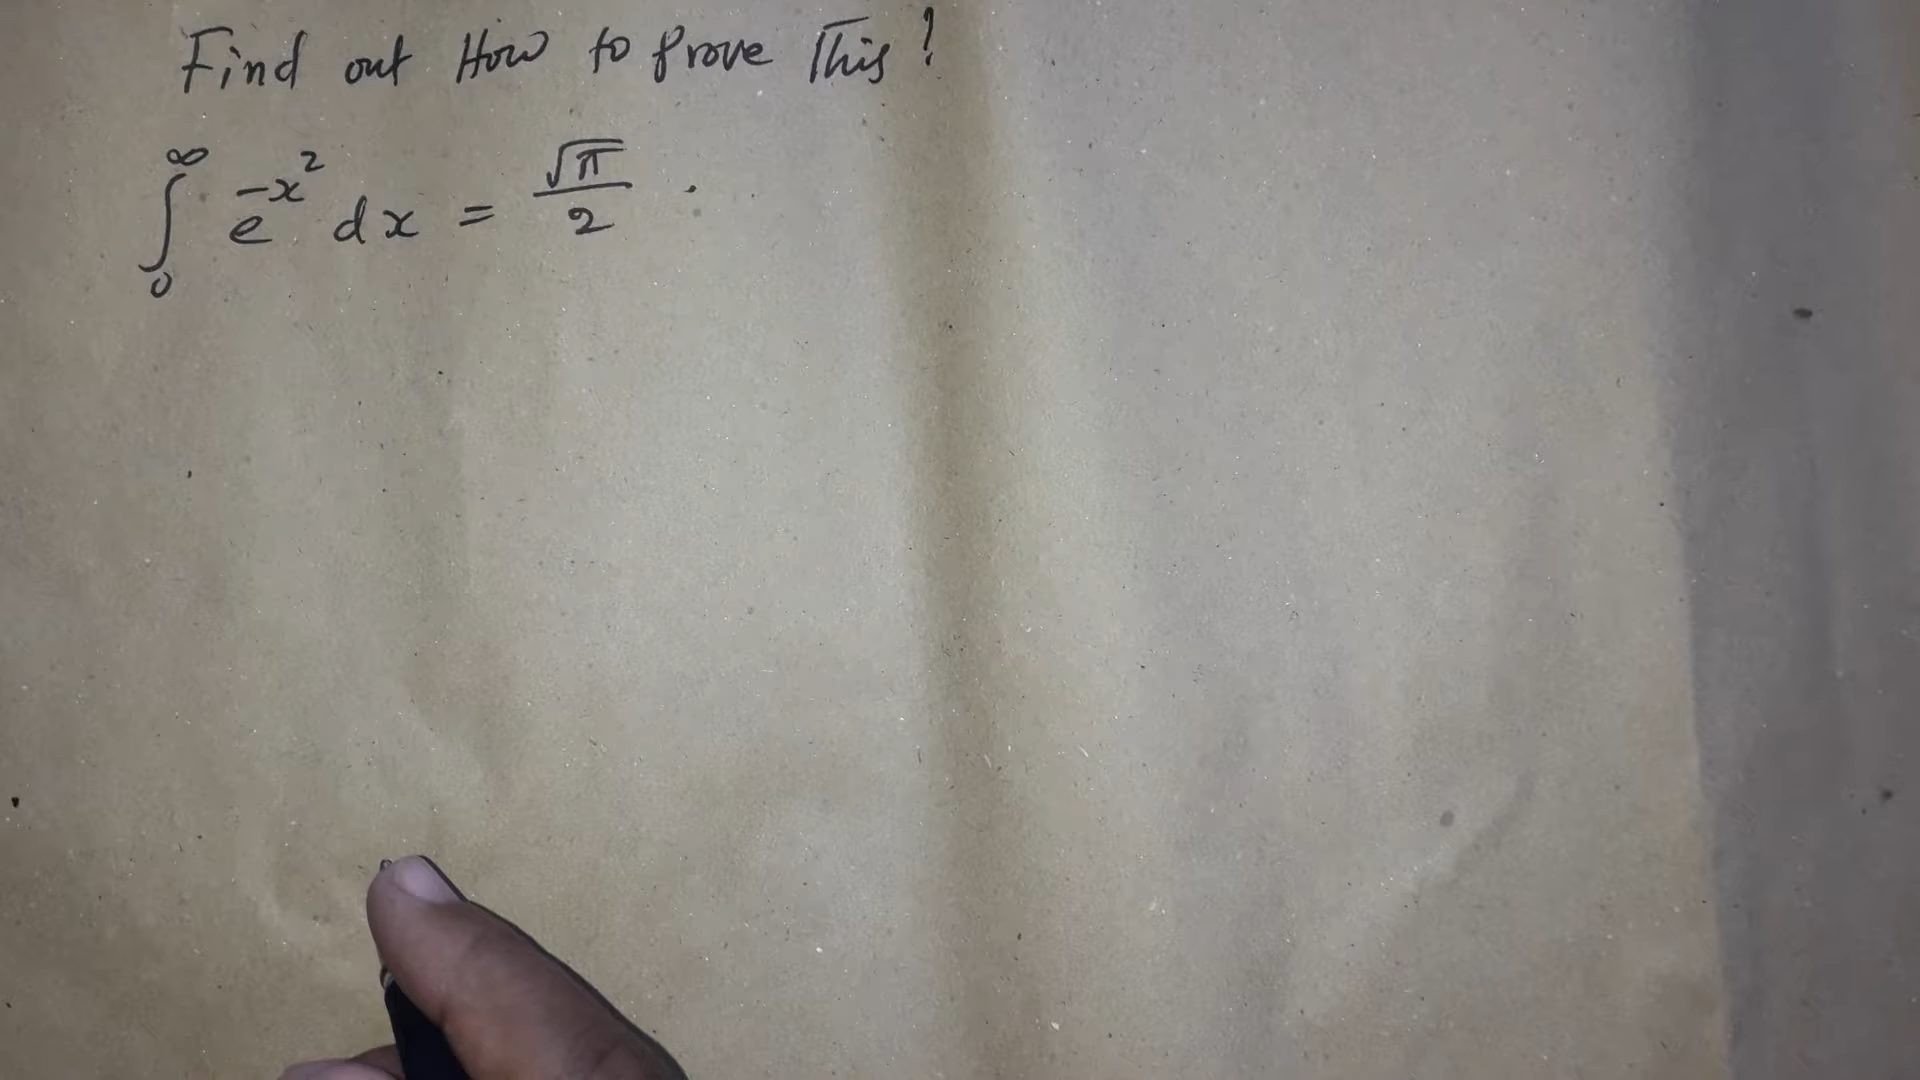 Find out How to prove This?
∫₀^∞ e^{-x²} dx = √π/2 .